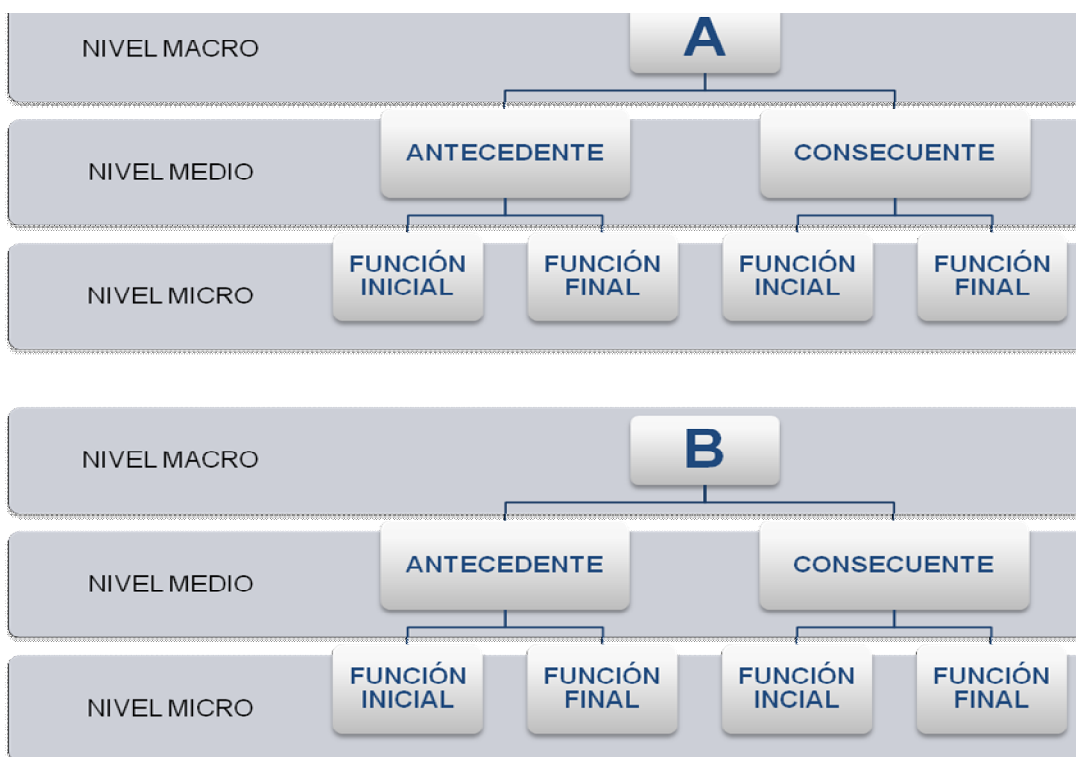 NIVEL MACRO
A
NIVEL MEDIO
ANTECEDENTE
CONSECUENTE
NIVEL MICRO
FUNCIÓN
INICIAL
FUNCIÓN
FINAL
FUNCIÓN
INCIAL
FUNCIÓN
FINAL
NIVEL MACRO
B
NIVEL MEDIO
ANTECEDENTE
CONSECUENTE
NIVEL MICRO
FUNCIÓN
INICIAL
FUNCIÓN
FINAL
FUNCIÓN
INCIAL
FUNCIÓN
FINAL